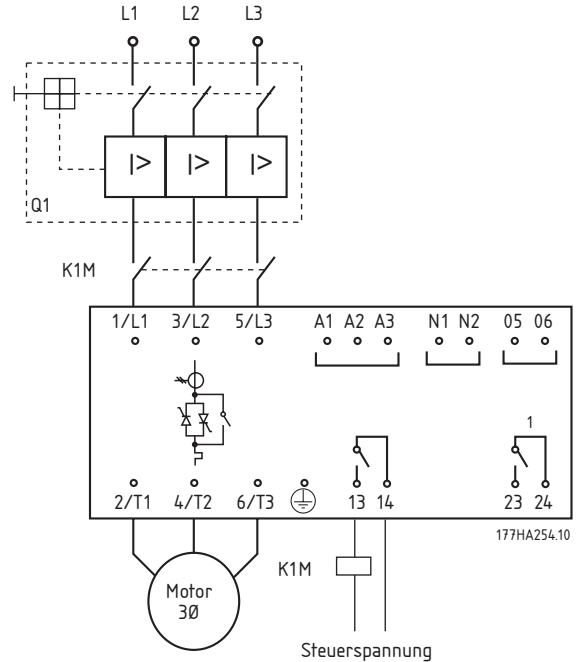 L1 L2 L3
I> I> I>
Q1
K1M
1/L1 3/L2 5/L3 A1 A2 A3 N1 N2 05 06
1
2/T1 4/T2 6/T3 13 14 23 24
177HA254.10
K1M
Motor
3Ø
Steuerspannung